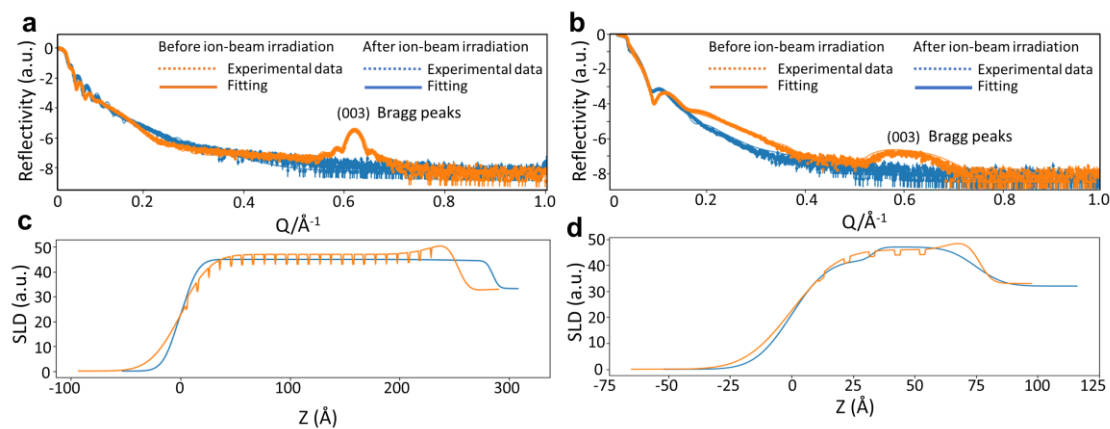 a
Reflectivity (a.u.)
0
-2
-4
-6
-8
Before ion-beam irradiation
After ion-beam irradiation
Experimental data
Experimental data
Fitting
Fitting
(003) Bragg peaks
0 0.2 0.4 0.6 0.8 1.0
Q/Å⁻¹
b
Reflectivity (a.u.)
0
-2
-4
-6
-8
Before ion-beam irradiation
After ion-beam irradiation
Experimental data
Experimental data
Fitting
Fitting
(003) Bragg peaks
0 0.2 0.4 0.6 0.8 1.0
Q/Å⁻¹
c
SLD (a.u.)
50
40
30
20
10
0
-100 0 100 200 300
Z (Å)
d
SLD (a.u.)
50
40
30
20
10
0
-75 -50 -25 0 25 50 75 100 125
Z (Å)